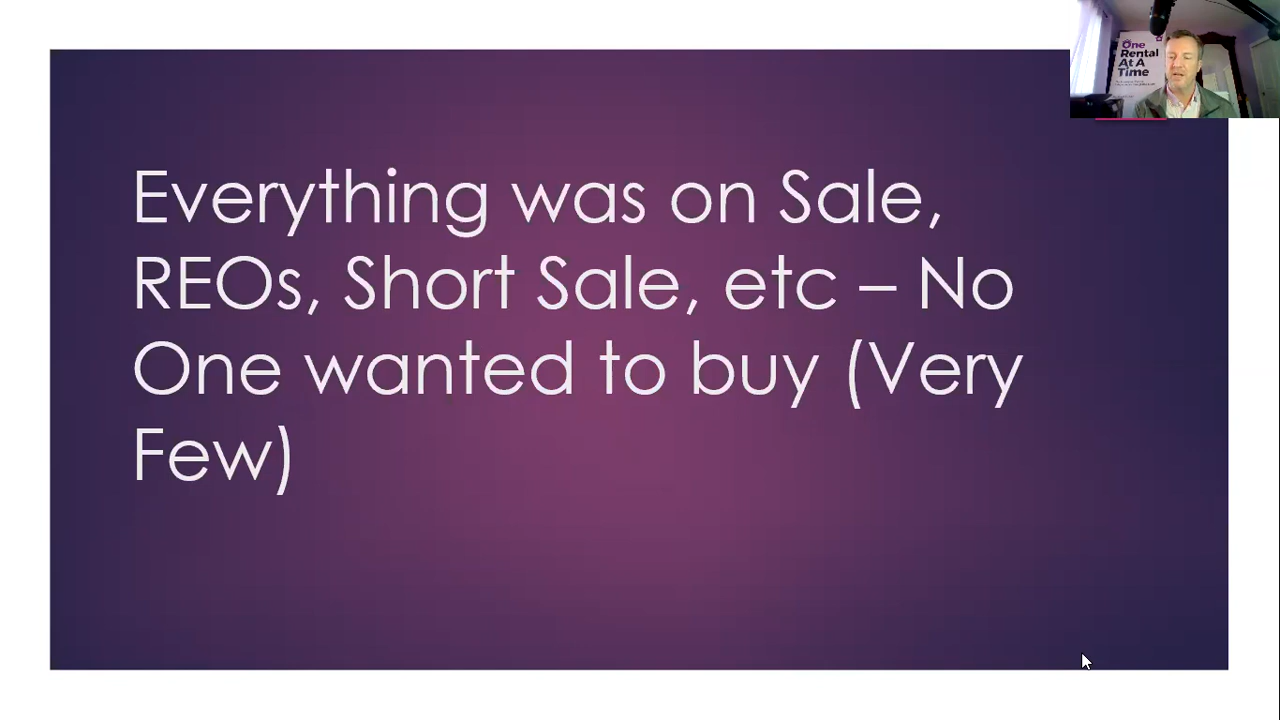 Everything was on Sale,
REOs, Short Sale, etc – No
One wanted to buy (Very
Few)
One
Rental
At A
Time